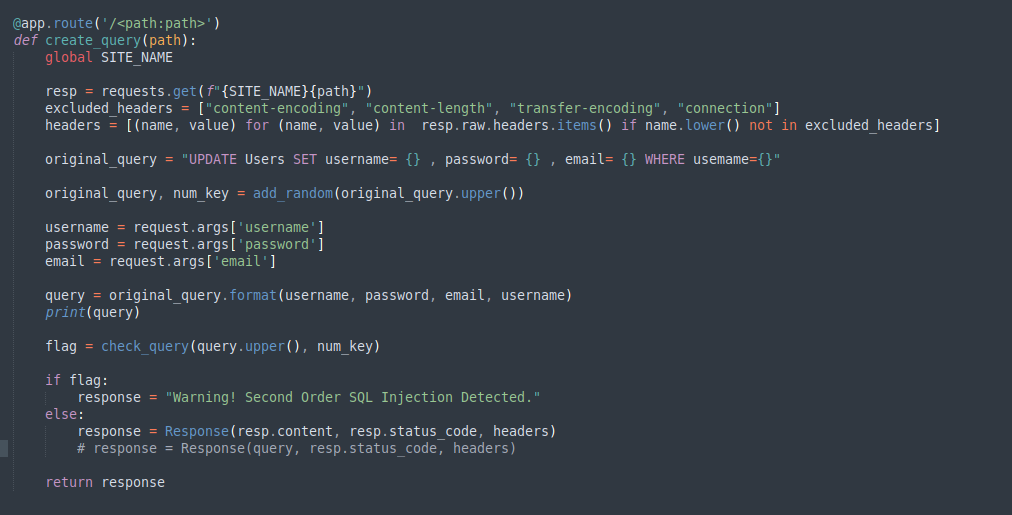 @app.route('/<path:path>')
def create_query(path):
    global SITE_NAME
    resp = requests.get(f"{SITE_NAME}{path}")
    excluded_headers = ["content-encoding", "content-length", "transfer-encoding", "connection"]
    headers = [(name, value) for (name, value) in  resp.raw.headers.items() if name.lower() not in excluded_headers]
    original_query = "UPDATE Users SET username= {} , password= {} , email= {} WHERE usemame={}"
    original_query, num_key = add_random(original_query.upper())
    username = request.args['username']
    password = request.args['password']
    email = request.args['email']
    query = original_query.format(username, password, email, username)
    print(query)
    flag = check_query(query.upper(), num_key)
    if flag:
        response = "Warning! Second Order SQL Injection Detected."
    else:
        response = Response(resp.content, resp.status_code, headers)
        # response = Response(query, resp.status_code, headers)
    return response